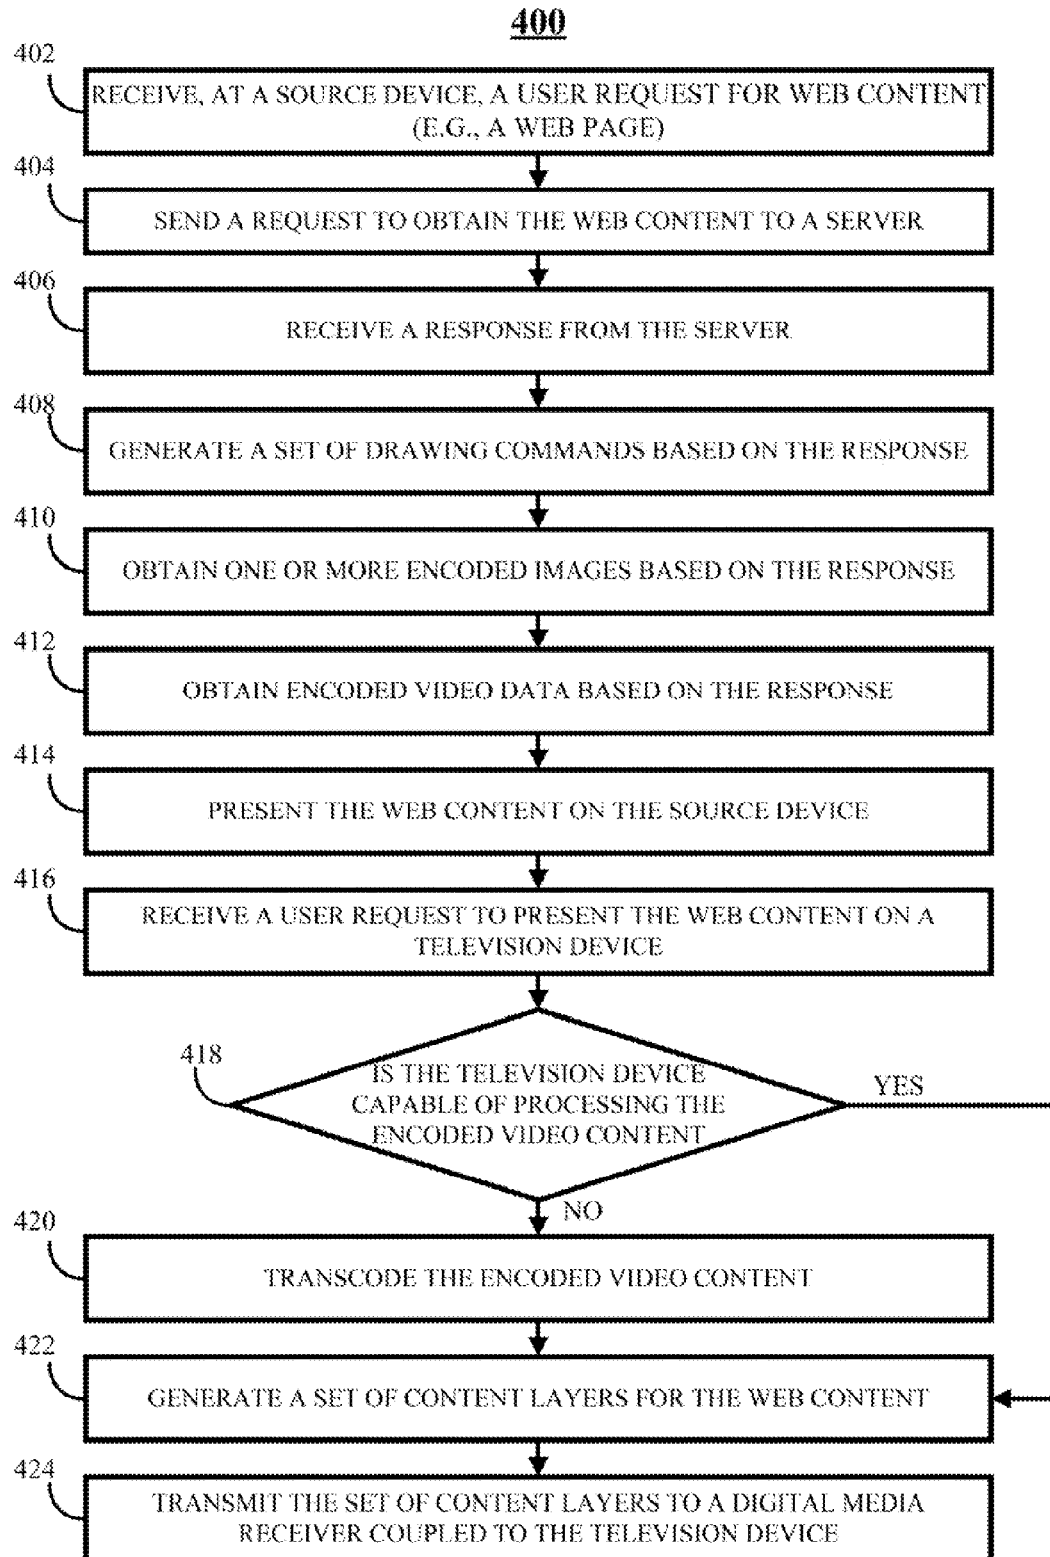 400
402
RECEIVE, AT A SOURCE DEVICE, A USER REQUEST FOR WEB CONTENT
(E.G., A WEB PAGE)
404
SEND A REQUEST TO OBTAIN THE WEB CONTENT TO A SERVER
406
RECEIVE A RESPONSE FROM THE SERVER
408
GENERATE A SET OF DRAWING COMMANDS BASED ON THE RESPONSE
410
OBTAIN ONE OR MORE ENCODED IMAGES BASED ON THE RESPONSE
412
OBTAIN ENCODED VIDEO DATA BASED ON THE RESPONSE
414
PRESENT THE WEB CONTENT ON THE SOURCE DEVICE
416
RECEIVE A USER REQUEST TO PRESENT THE WEB CONTENT ON A
TELEVISION DEVICE
418
IS THE TELEVISION DEVICE
CAPABLE OF PROCESSING THE
ENCODED VIDEO CONTENT
YES
NO
420
TRANSCODE THE ENCODED VIDEO CONTENT
422
GENERATE A SET OF CONTENT LAYERS FOR THE WEB CONTENT
424
TRANSMIT THE SET OF CONTENT LAYERS TO A DIGITAL MEDIA
RECEIVER COUPLED TO THE TELEVISION DEVICE